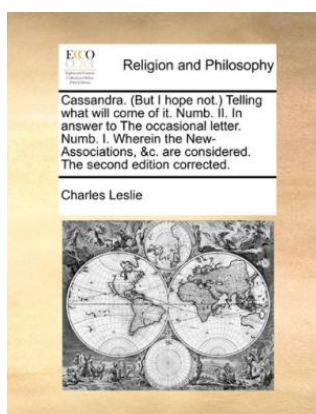 ECCO
Religion and Philosophy
Cassandra. (But I hope not.) Telling
what will come of it. Numb. II. In
answer to The occasional letter.
Numb. I. Wherein the New-
Associations, &c. are considered.
The second edition corrected.
Charles Leslie